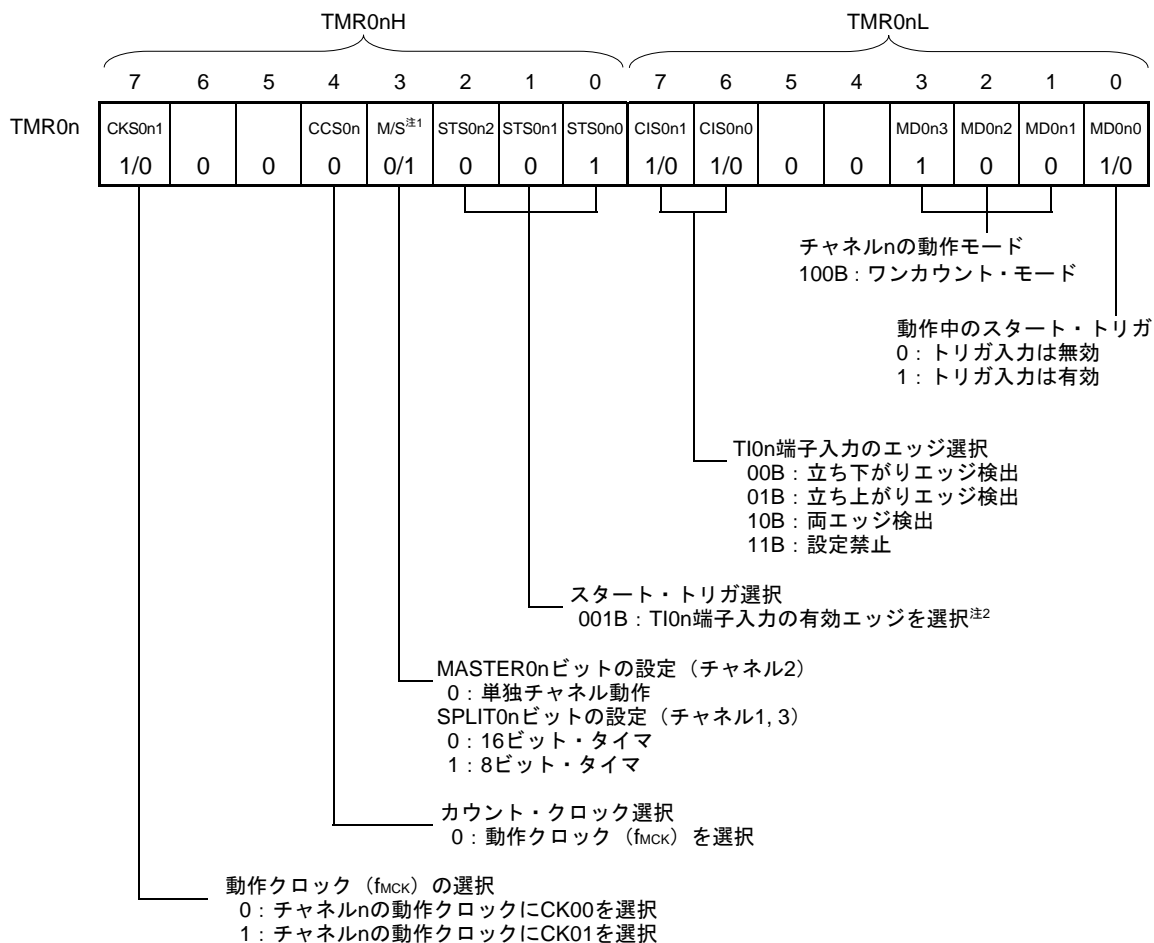 TMR0nH TMR0nL
7 6 5 4 3 2 1 0 7 6 5 4 3 2 1 0
TMR0n CKS0n1 CCS0n M/S注1 STS0n2 STS0n1 STS0n0 CIS0n1 CIS0n0 MD0n3 MD0n2 MD0n1 MD0n0
1/0 0 0 0 0/1 0 0 1 1/0 1/0 0 0 1 0 0 1/0
チャネルnの動作モード
100B：ワンカウント・モード
動作中のスタート・トリガ
0：トリガ入力は無効
1：トリガ入力は有効
TI0n端子入力のエッジ選択
00B：立ち下がりエッジ検出
01B：立ち上がりエッジ検出
10B：両エッジ検出
11B：設定禁止
スタート・トリガ選択
001B：TI0n端子入力の有効エッジを選択注2
MASTER0nビットの設定（チャネル2）
0：単独チャネル動作
SPLIT0nビットの設定（チャネル1, 3）
0：16ビット・タイマ
1：8ビット・タイマ
カウント・クロック選択
0：動作クロック（fMCK）を選択
動作クロック（fMCK）の選択
0：チャネルnの動作クロックにCK00を選択
1：チャネルnの動作クロックにCK01を選択